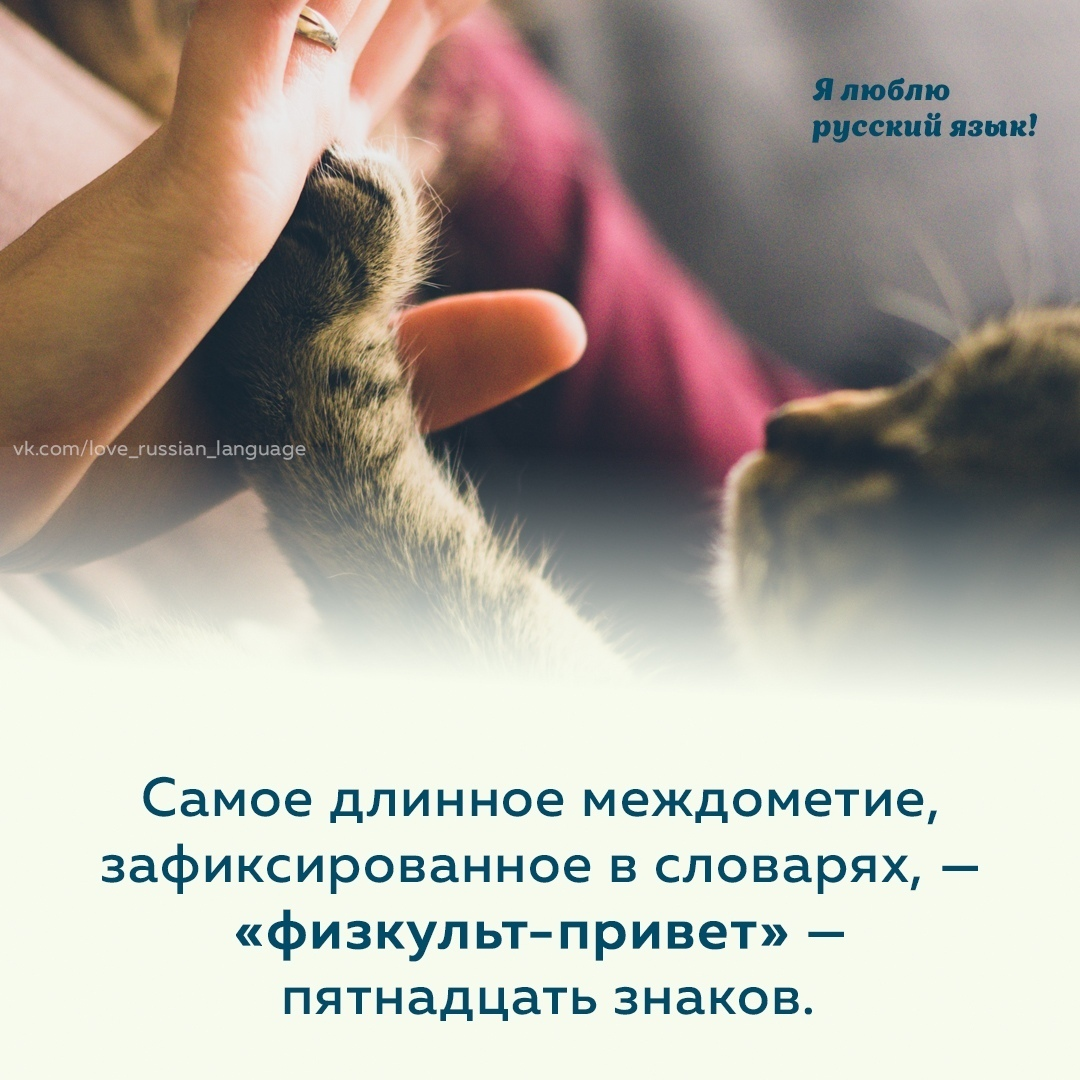 Я люблю
русский язык!
vk.com/love_russian_language
Самое длинное междометие,
зафиксированное в словарях, —
«физкульт-привет» —
пятнадцать знаков.